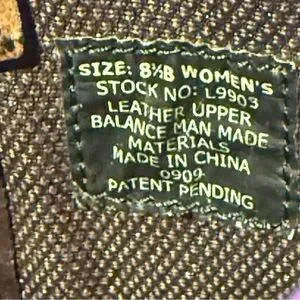 SIZE: 8½B WOMEN'S
STOCK NO: L9903
LEATHER UPPER
BALANCE MAN MADE
MATERIALS
MADE IN CHINA
0909
PATENT PENDING